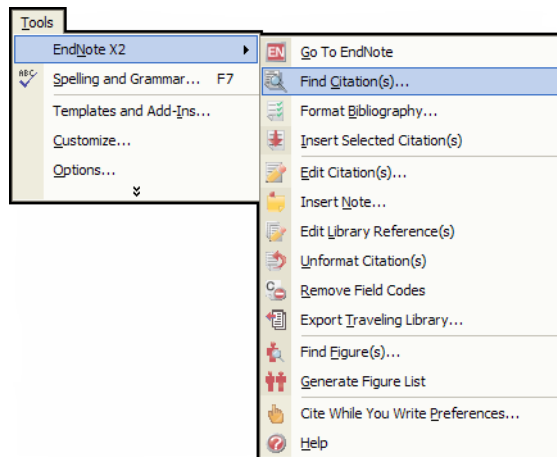 Tools
EndNote X2
ABC
Spelling and Grammar... F7
Templates and Add-Ins...
Customize...
Options...
EN
Go To EndNote
Find Citation(s)...
Format Bibliography...
Insert Selected Citation(s)
Edit Citation(s)...
Insert Note...
Edit Library Reference(s)
Unformat Citation(s)
C
Remove Field Codes
Export Traveling Library...
Find Figure(s)...
Generate Figure List
Cite While You Write Preferences...
Help